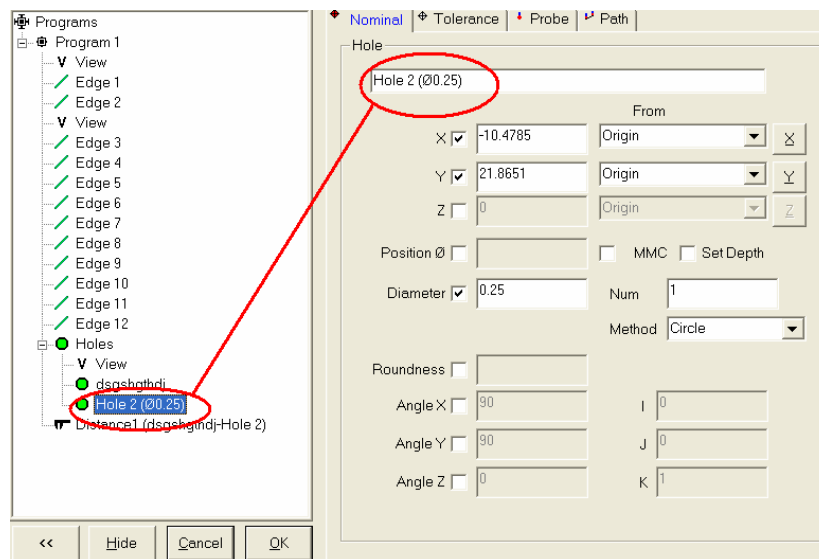 Programs
Program 1
V View
Edge 1
Edge 2
V View
Edge 3
Edge 4
Edge 5
Edge 6
Edge 7
Edge 8
Edge 9
Edge 10
Edge 11
Edge 12
Holes
V View
dsgshgthdj
Hole 2 (Ø0.25)
Distance1 (dsgshgthdj-Hole 2)
<< Hide Cancel OK
Nominal Tolerance Probe Path
Hole
Hole 2 (Ø0.25)
From
X -10.4785 Origin X
Y 21.8651 Origin Y
Z 0 Origin Z
Position Ø MMC Set Depth
Diameter 0.25 Num 1
Method Circle
Roundness
Angle X 90 I 0
Angle Y 90 J 0
Angle Z 0 K 1